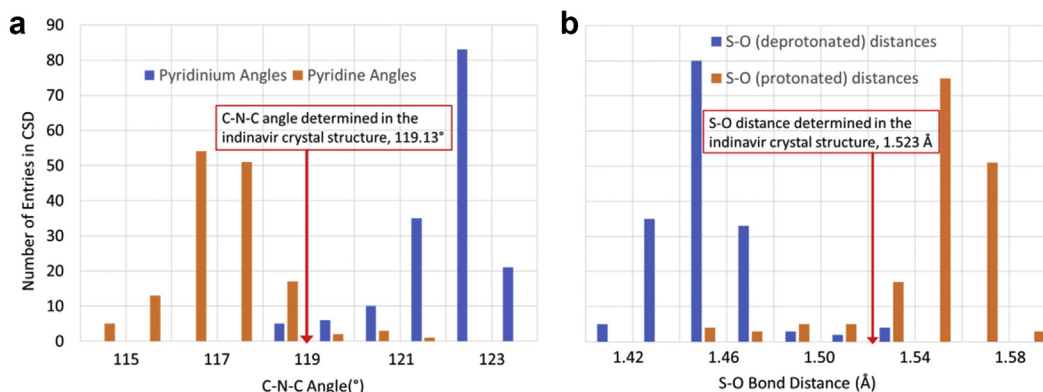 a
Number of Entries in CSD
90
80
70
60
50
40
30
20
10
0
Pyridinium Angles Pyridine Angles
C-N-C angle determined in the
indinavir crystal structure, 119.13°
115 117 119 121 123
C-N-C Angle(°)
b
S-O (deprotonated) distances
S-O (protonated) distances
S-O distance determined in the
indinavir crystal structure, 1.523 Å
1.42 1.46 1.50 1.54 1.58
S-O Bond Distance (Å)